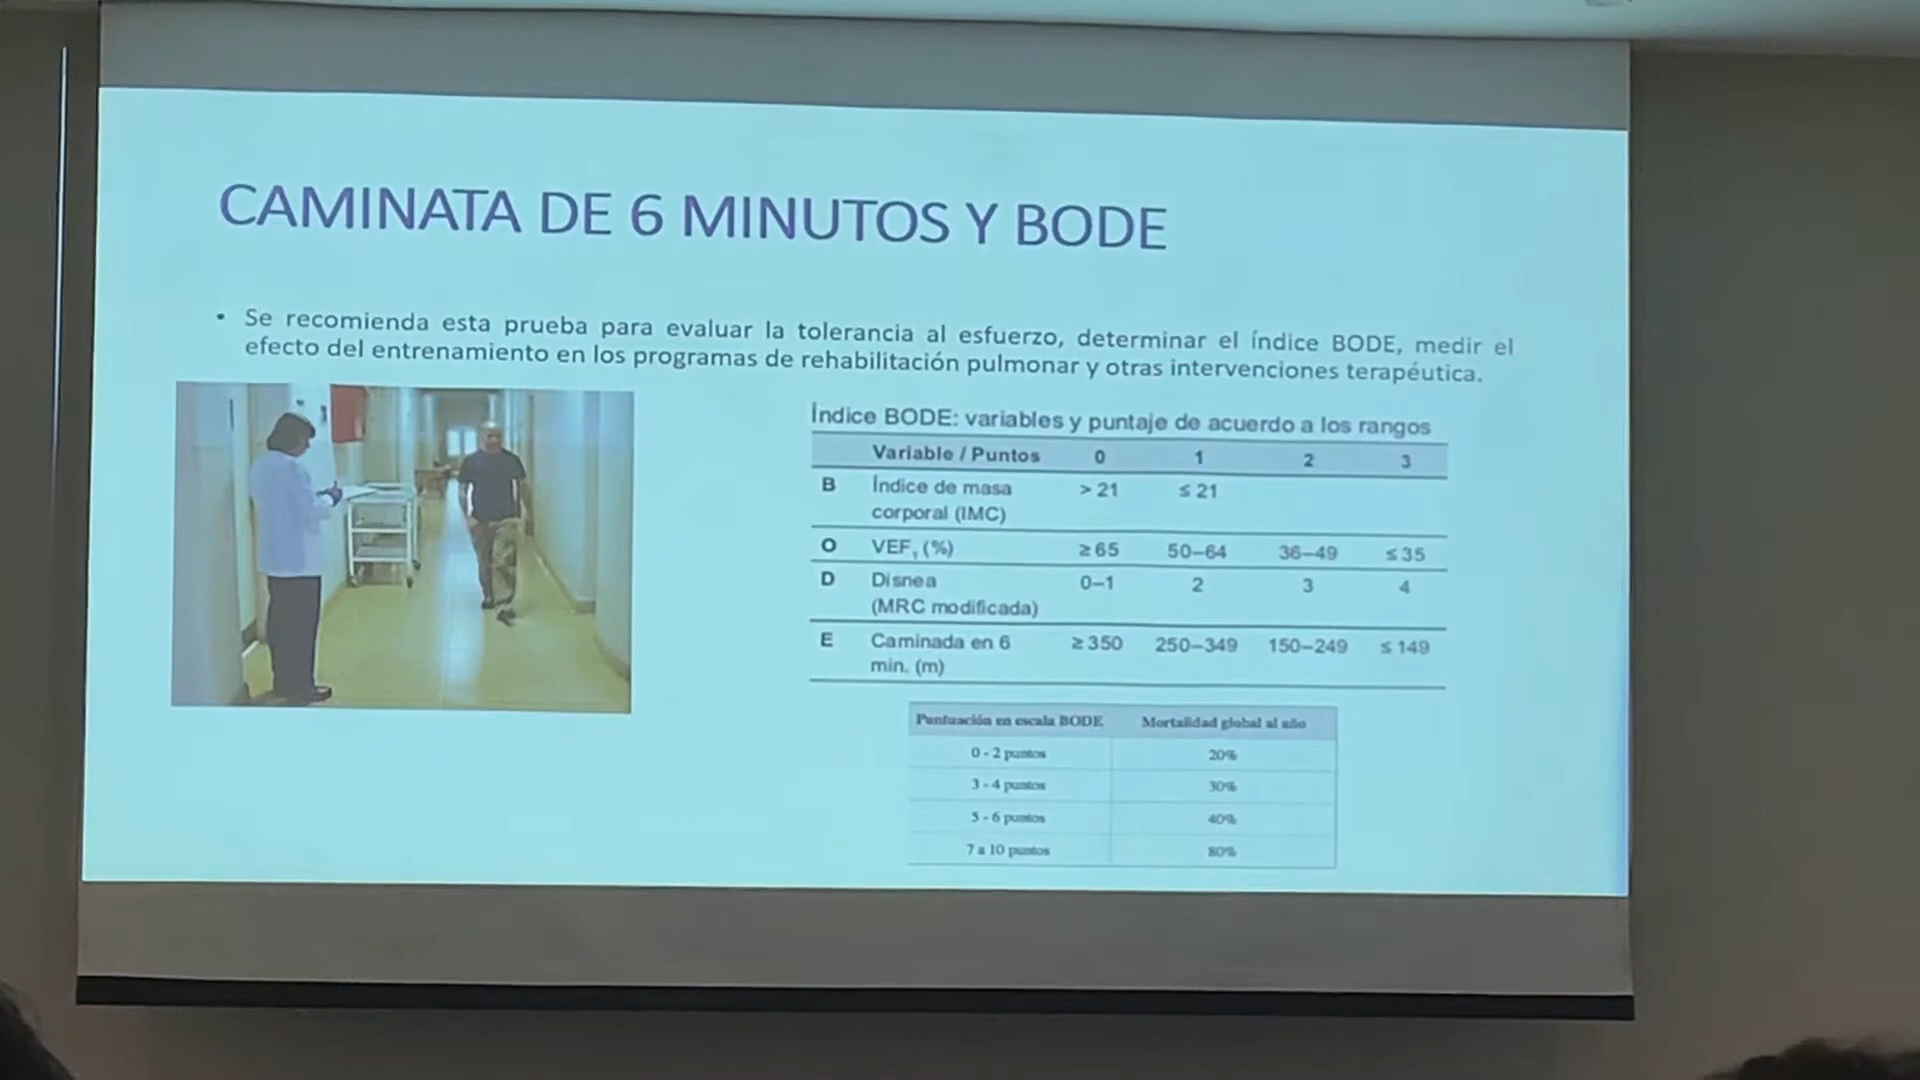 CAMINATA DE 6 MINUTOS Y BODE
• Se recomienda esta prueba para evaluar la tolerancia al esfuerzo, determinar el índice BODE, medir el
efecto del entrenamiento en los programas de rehabilitación pulmonar y otras intervenciones terapéutica.
Índice BODE: variables y puntaje de acuerdo a los rangos
Variable / Puntos 0 1 2 3
B Índice de masa > 21 ≤ 21
corporal (IMC)
O VEF₁ (%) ≥ 65 50–64 36–49 ≤ 35
D Disnea 0–1 2 3 4
(MRC modificada)
E Caminada en 6 ≥ 350 250–349 150–249 ≤ 149
min. (m)
Puntuación en escala BODE Mortalidad global al año
0 - 2 puntos 20%
3 - 4 puntos 30%
5 - 6 puntos 40%
7 a 10 puntos 80%